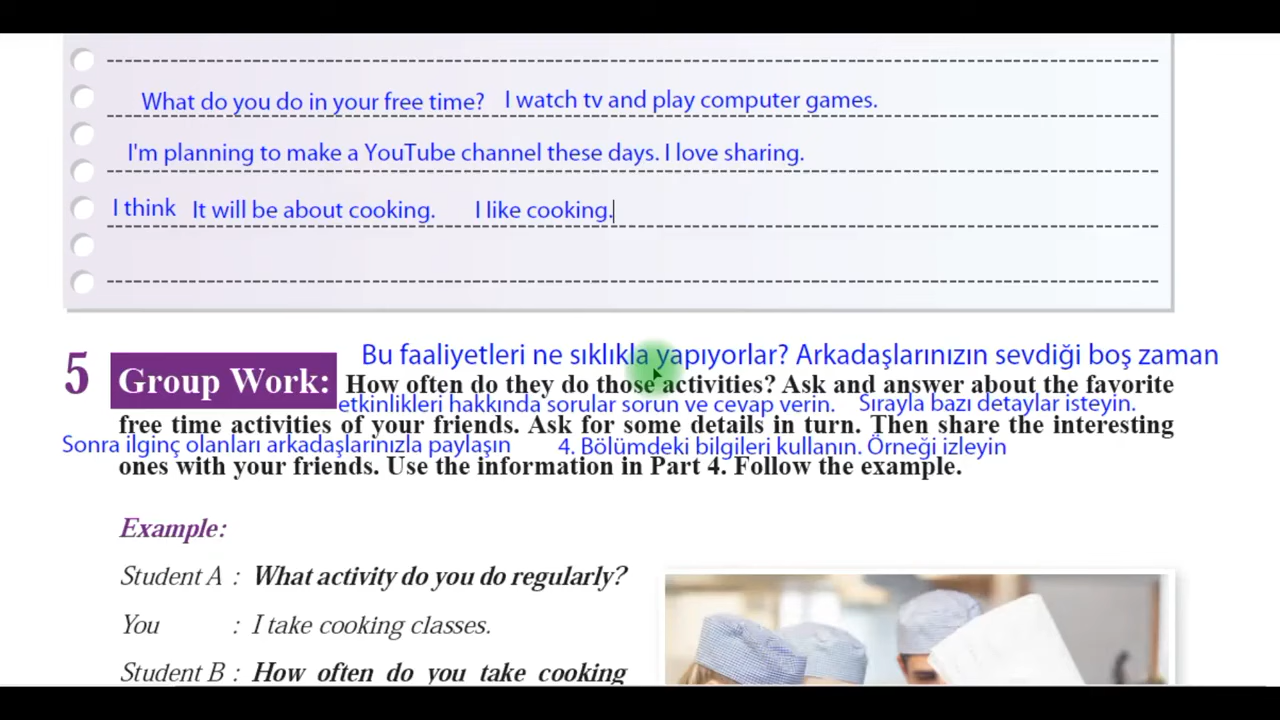 What do you do in your free time? I watch tv and play computer games.
I'm planning to make a YouTube channel these days. I love sharing.
I think It will be about cooking. I like cooking.
Bu faaliyetleri ne sıklıkla yapıyorlar? Arkadaşlarınızın sevdiği boş zaman
5 Group Work: How often do they do those activities? Ask and answer about the favorite
etkinlikleri hakkında sorular sorun ve cevap verin. Sırayla bazı detaylar isteyin.
free time activities of your friends. Ask for some details in turn. Then share the interesting
Sonra ilginç olanları arkadaşlarınızla paylaşın 4. Bölümdeki bilgileri kullanın. Örneği izleyin
ones with your friends. Use the information in Part 4. Follow the example.
Example:
Student A : What activity do you do regularly?
You : I take cooking classes.
Student B : How often do you take cooking